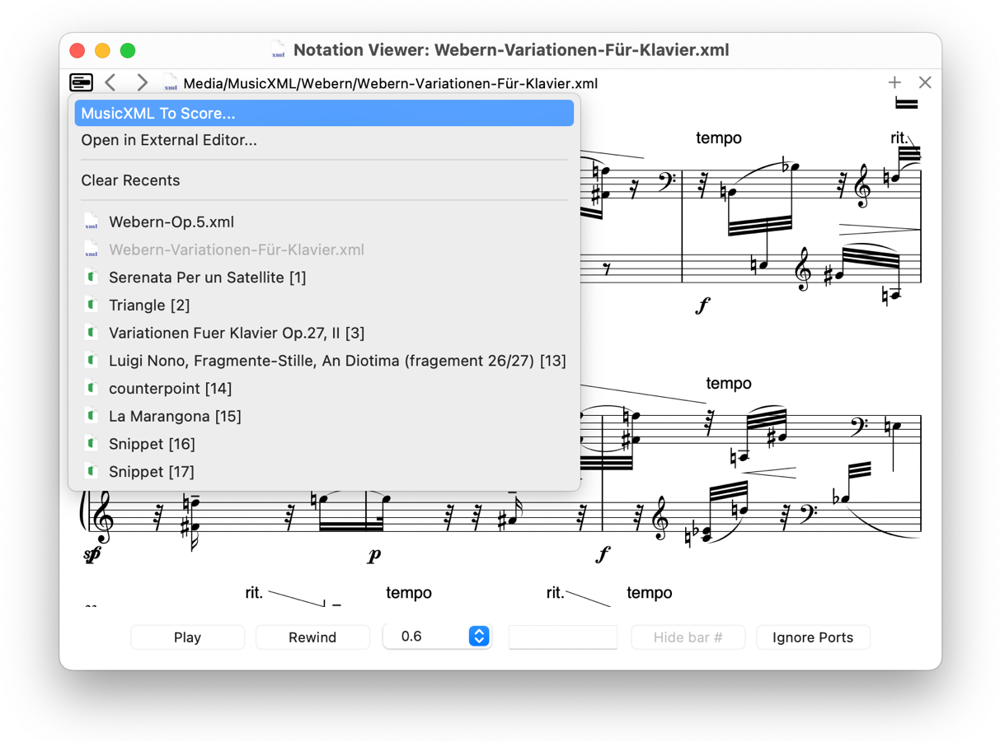 Notation Viewer: Webern-Variationen-Für-Klavier.xml
Media/MusicXML/Webern/Webern-Variationen-Für-Klavier.xml
MusicXML To Score...
Open in External Editor...
Clear Recents
Webern-Op.5.xml
Webern-Variationen-Für-Klavier.xml
Serenata Per un Satellite [1]
Triangle [2]
Variationen Fuer Klavier Op.27, II [3]
Luigi Nono, Fragmente-Stille, An Diotima (fragement 26/27) [13]
counterpoint [14]
La Marangona [15]
Snippet [16]
Snippet [17]
tempo rit.
f
tempo
sp p f
rit. tempo rit. tempo
Play Rewind 0.6 Hide bar # Ignore Ports